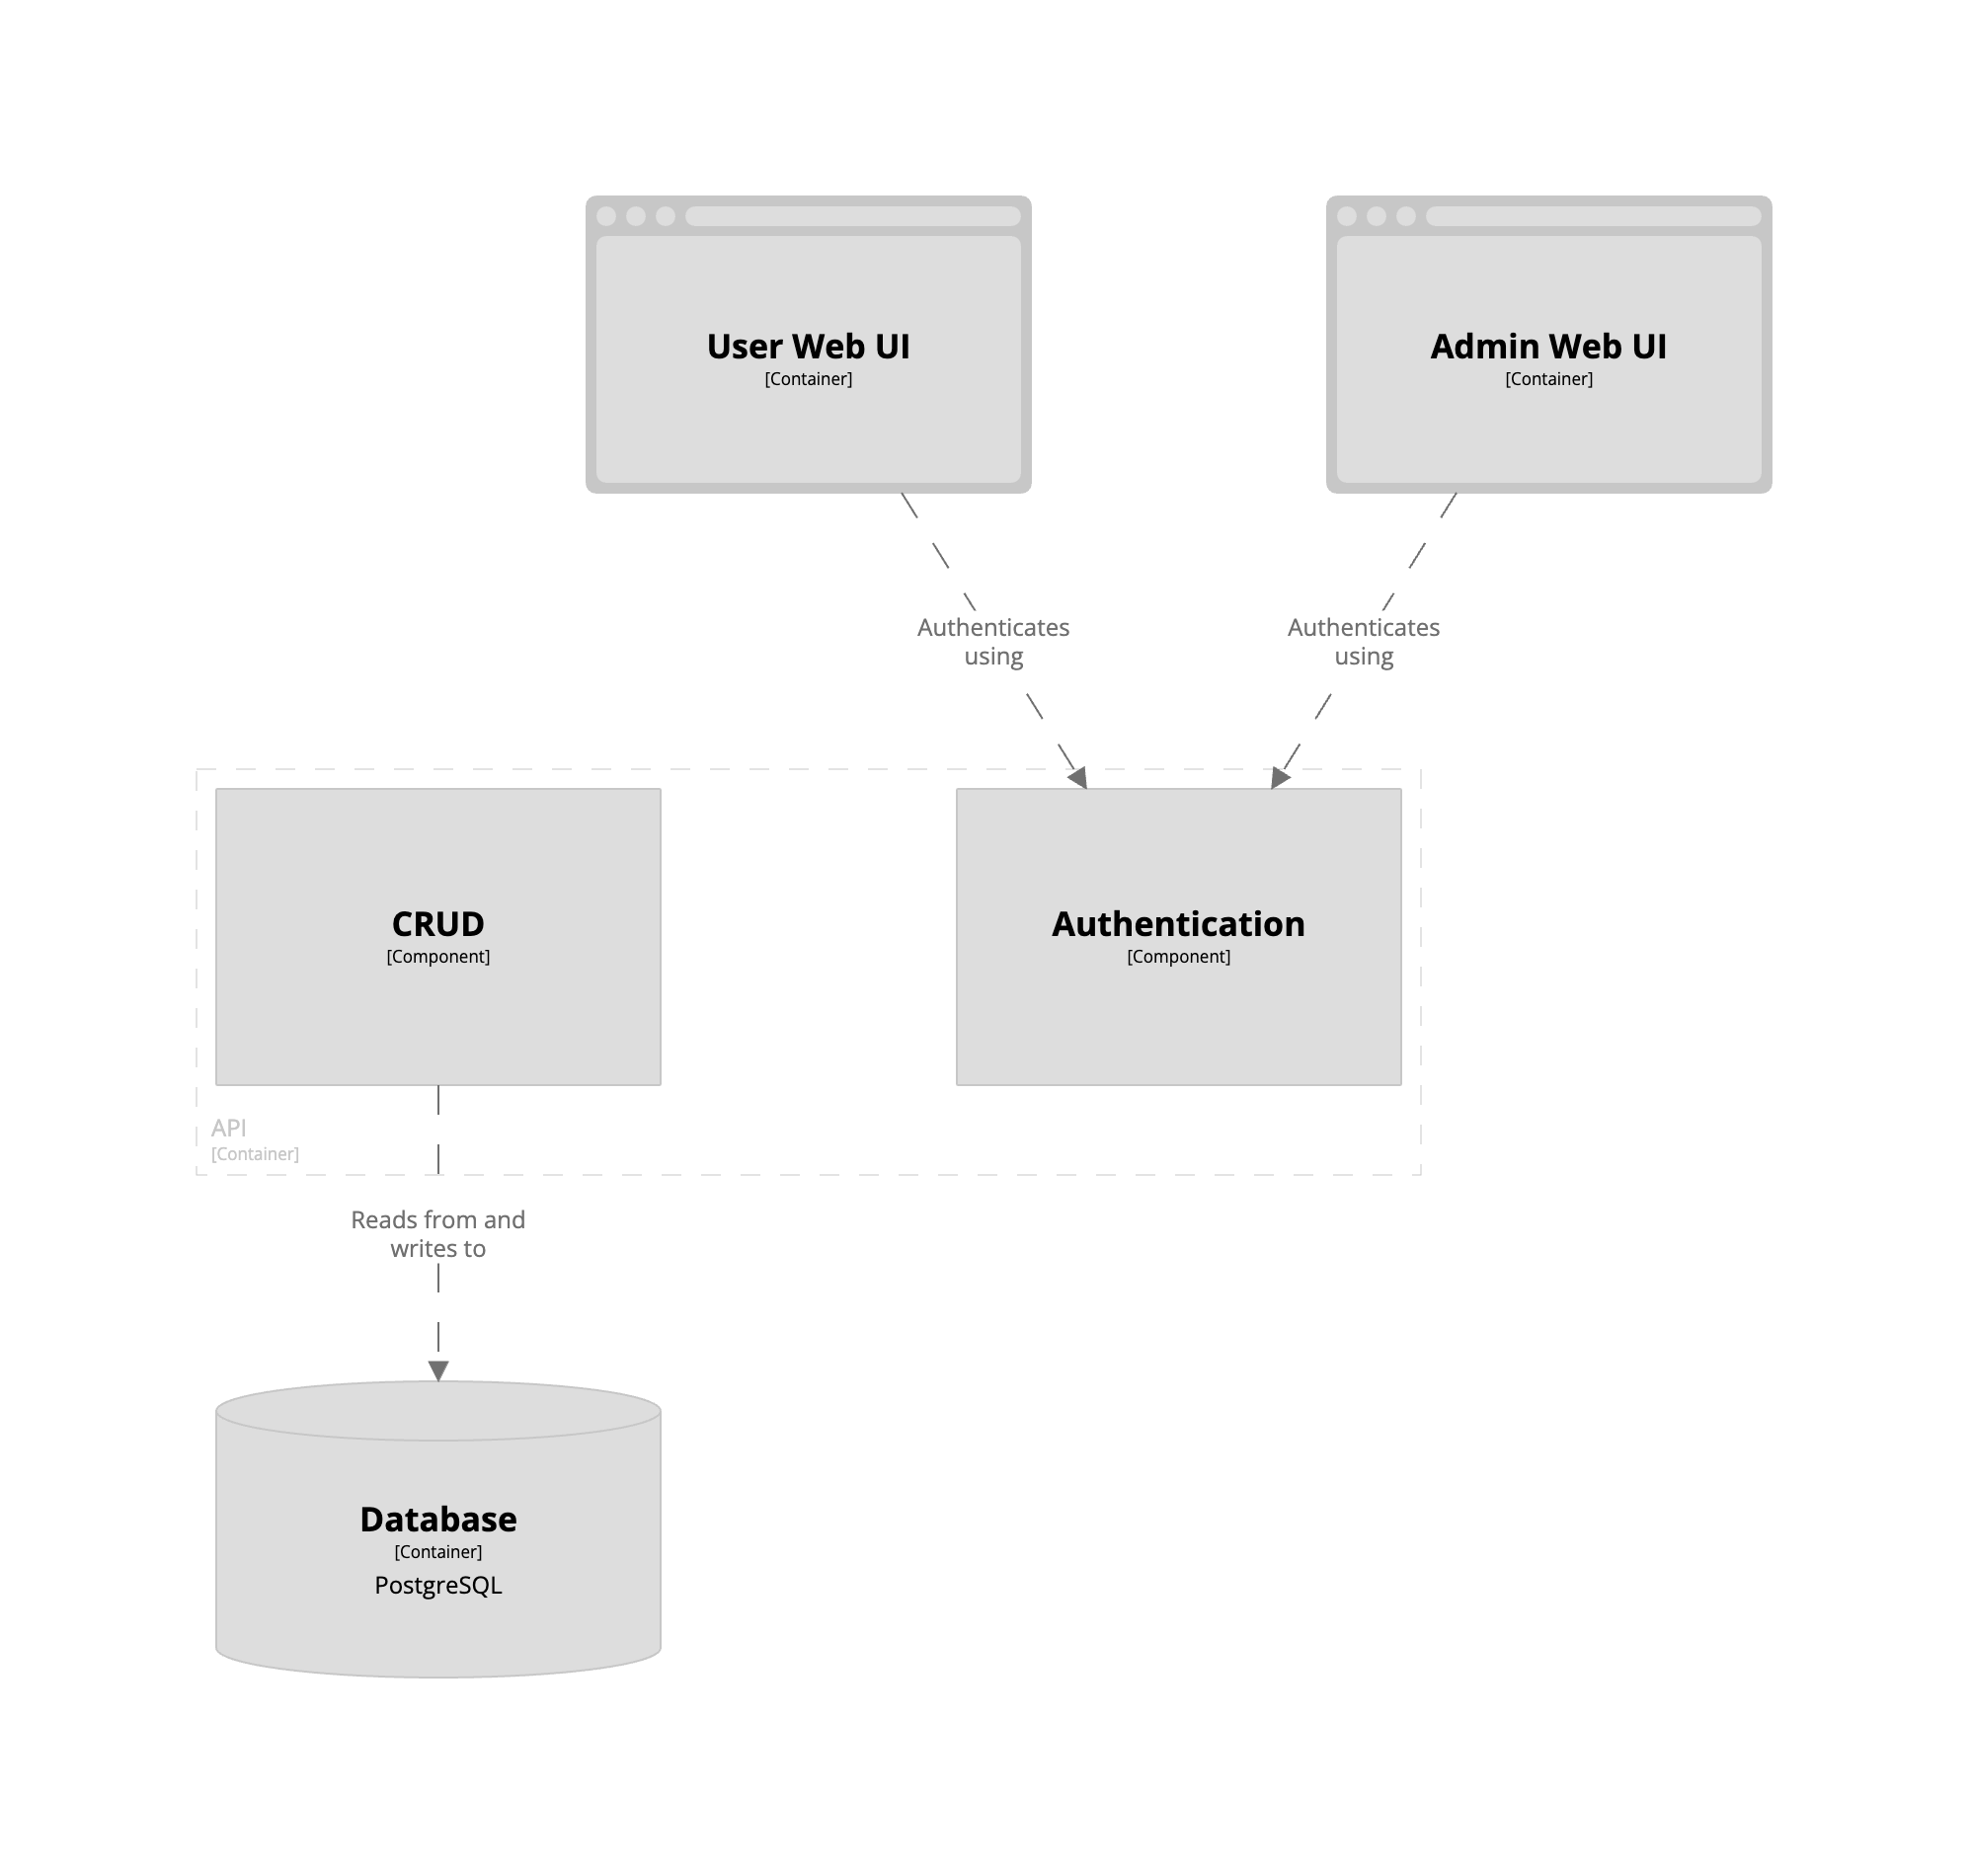 User Web UI
[Container]
Admin Web UI
[Container]
Authenticates
using
Authenticates
using
CRUD
[Component]
Authentication
[Component]
API
[Container]
Reads from and
writes to
Database
[Container]
PostgreSQL